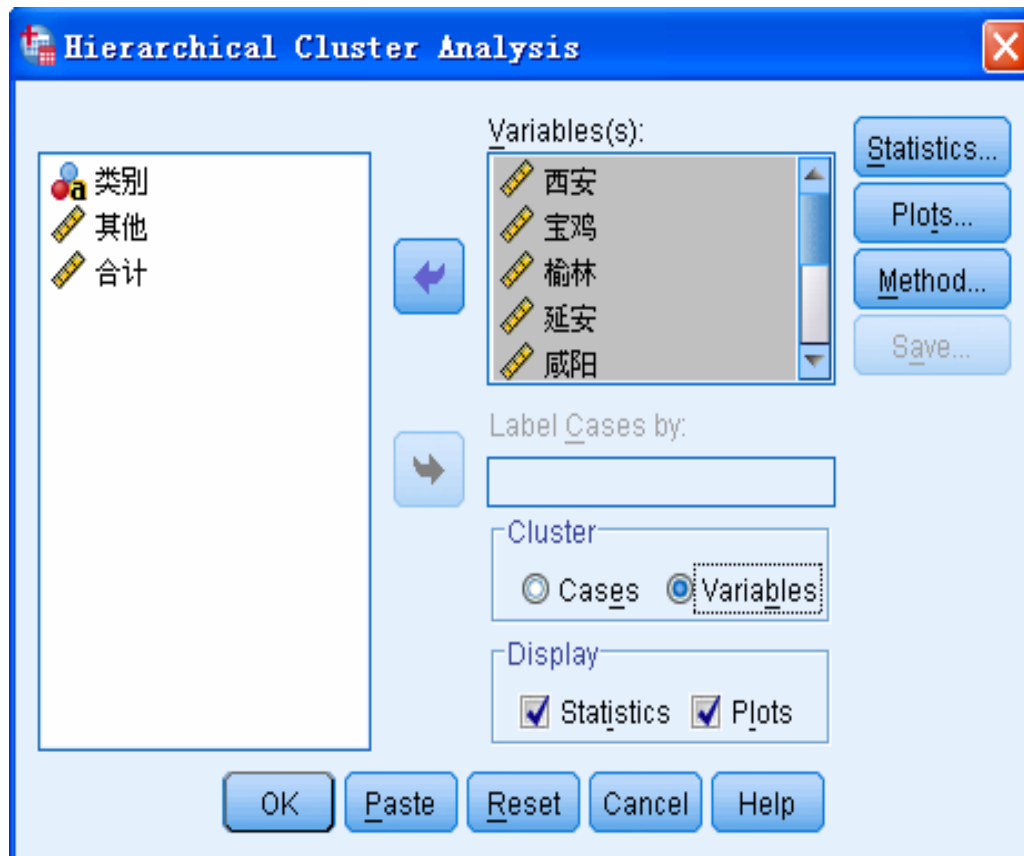 Hierarchical Cluster Analysis
类别
其他
合计
Variables(s):
西安
宝鸡
榆林
延安
咸阳
Statistics...
Plots...
Method...
Save...
Label Cases by:
Cluster
Cases Variables
Display
Statistics Plots
OK Paste Reset Cancel Help